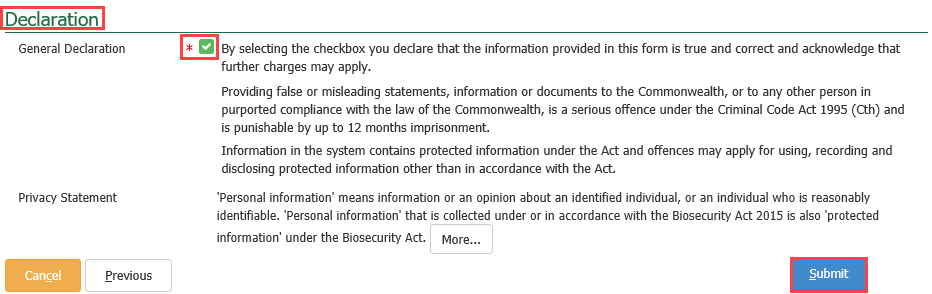 Declaration
General Declaration
* By selecting the checkbox you declare that the information provided in this form is true and correct and acknowledge that
further charges may apply.
Providing false or misleading statements, information or documents to the Commonwealth, or to any other person in
purported compliance with the law of the Commonwealth, is a serious offence under the Criminal Code Act 1995 (Cth) and
is punishable by up to 12 months imprisonment.
Information in the system contains protected information under the Act and offences may apply for using, recording and
disclosing protected information other than in accordance with the Act.
Privacy Statement
'Personal information' means information or an opinion about an identified individual, or an individual who is reasonably
identifiable. 'Personal information' that is collected under or in accordance with the Biosecurity Act 2015 is also 'protected
information' under the Biosecurity Act. More...
Cancel Previous Submit